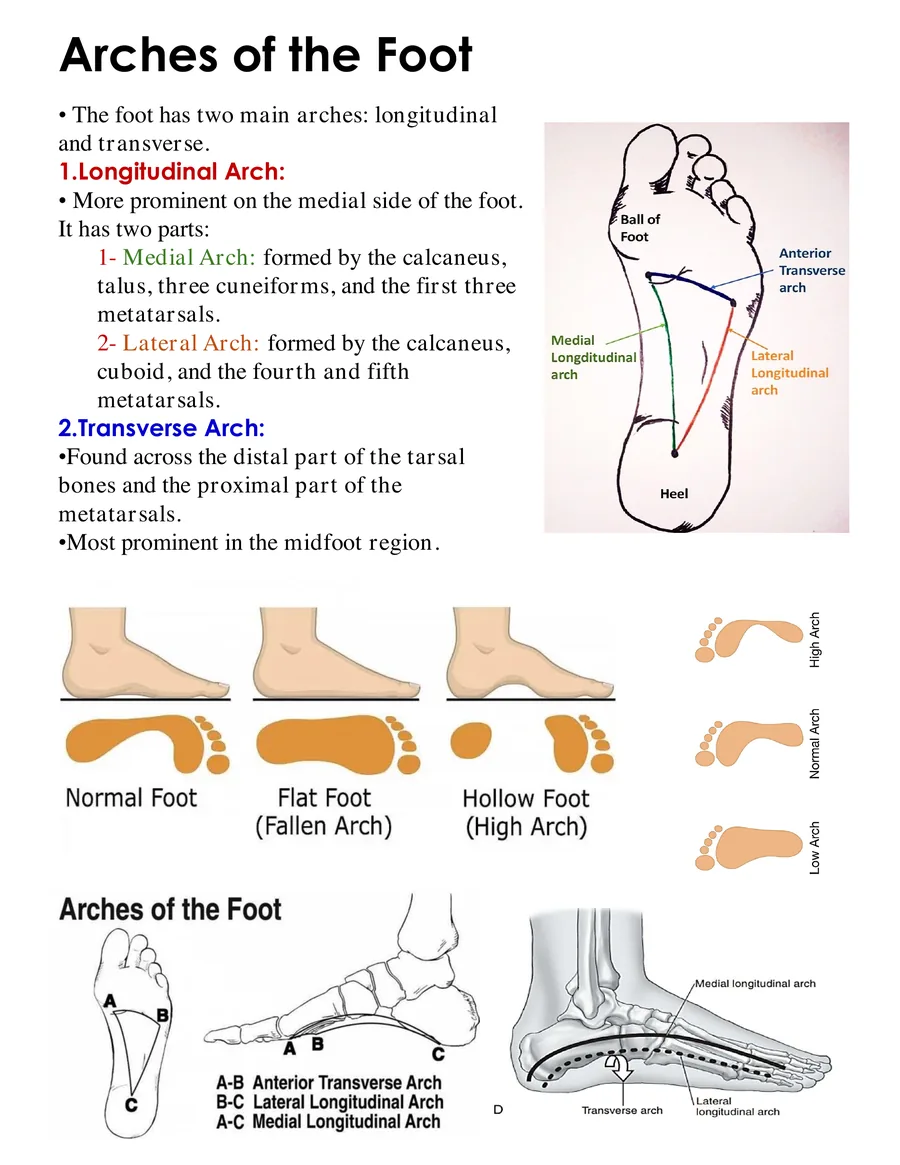 Arches of the Foot
• The foot has two main arches: longitudinal
and transverse.
1.Longitudinal Arch:
• More prominent on the medial side of the foot.
It has two parts:
1- Medial Arch: formed by the calcaneus,
talus, three cuneiforms, and the first three
metatarsals.
2- Lateral Arch: formed by the calcaneus,
cuboid, and the fourth and fifth
metatarsals.
2.Transverse Arch:
•Found across the distal part of the tarsal
bones and the proximal part of the
metatarsals.
•Most prominent in the midfoot region.
Ball of
Foot
Anterior
Transverse
arch
Medial
Longditudinal
arch
Lateral
Longitudinal
arch
Heel
Normal Foot
Flat Foot
(Fallen Arch)
Hollow Foot
(High Arch)
High Arch
Normal Arch
Low Arch
Arches of the Foot
A
B
C
A
B
C
A-B Anterior Transverse Arch
B-C Lateral Longitudinal Arch
A-C Medial Longitudinal Arch
Medial longitudinal arch
D
Transverse arch
Lateral
longitudinal arch